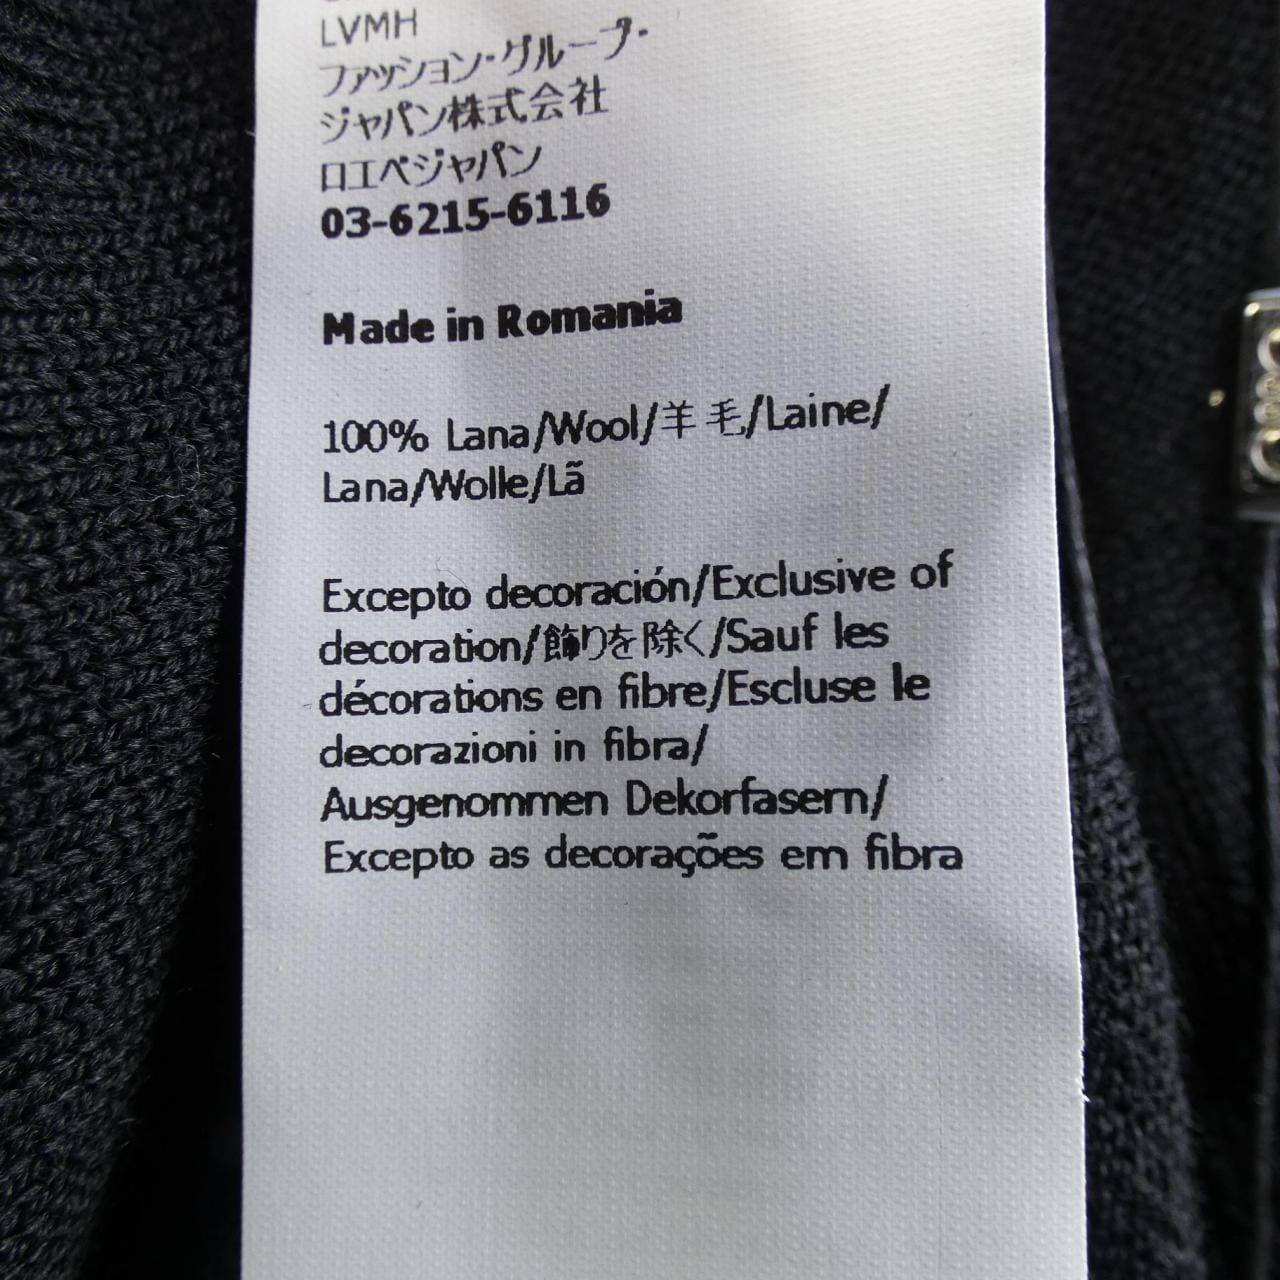 LVMH
ファッション・グループ・
ジャパン株式会社
ロエベジャパン
03-6215-6116
Made in Romania
100% Lana/Wool/羊毛/Laine/
Lana/Wolle/Lã
Excepto decoración/Exclusive of
decoration/飾りを除く/Sauf les
décorations en fibre/Escluse le
decorazioni in fibra/
Ausgenommen Dekorfasern/
Excepto as decorações em fibra